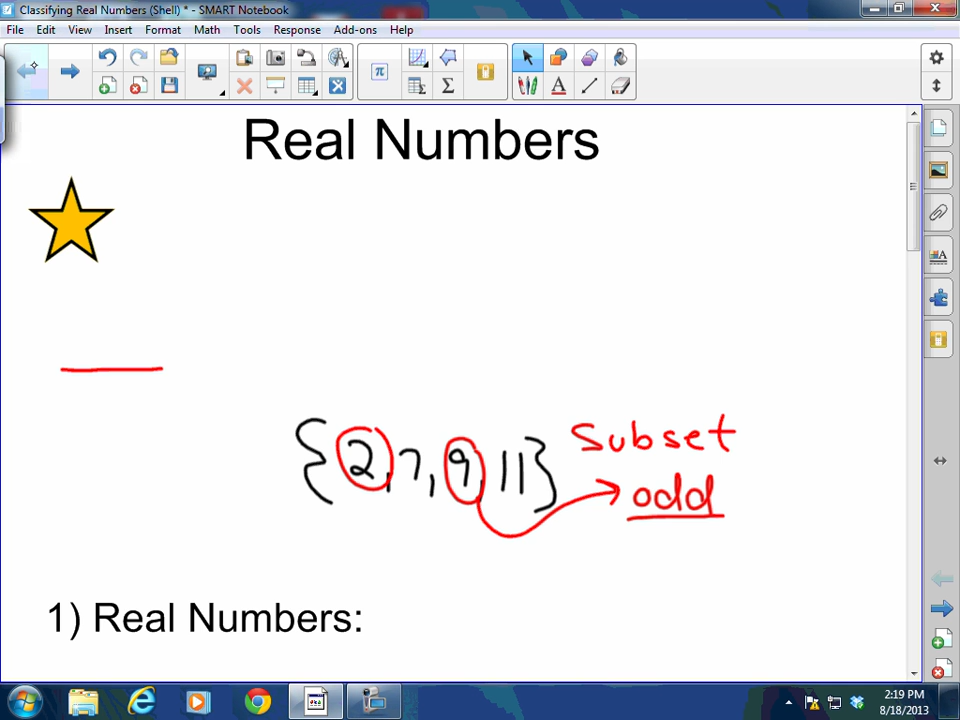 Classifying Real Numbers (Shell) * - SMART Notebook
File Edit View Insert Format Math Tools Response Add-ons Help
Real Numbers
{2,7,9,11}
Subset
odd
1) Real Numbers:
2:19 PM
8/18/2013